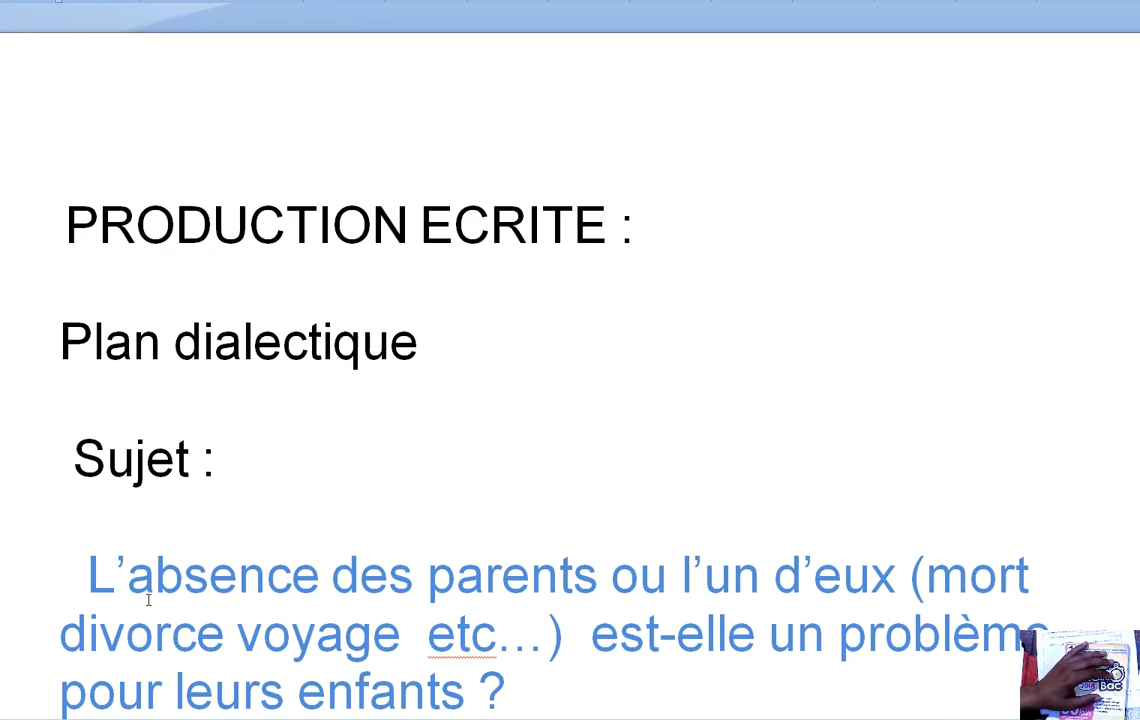 PRODUCTION ECRITE :
Plan dialectique
Sujet :
L’absence des parents ou l’un d’eux (mort
divorce voyage etc…) est-elle un problème
pour leurs enfants ?
Bac